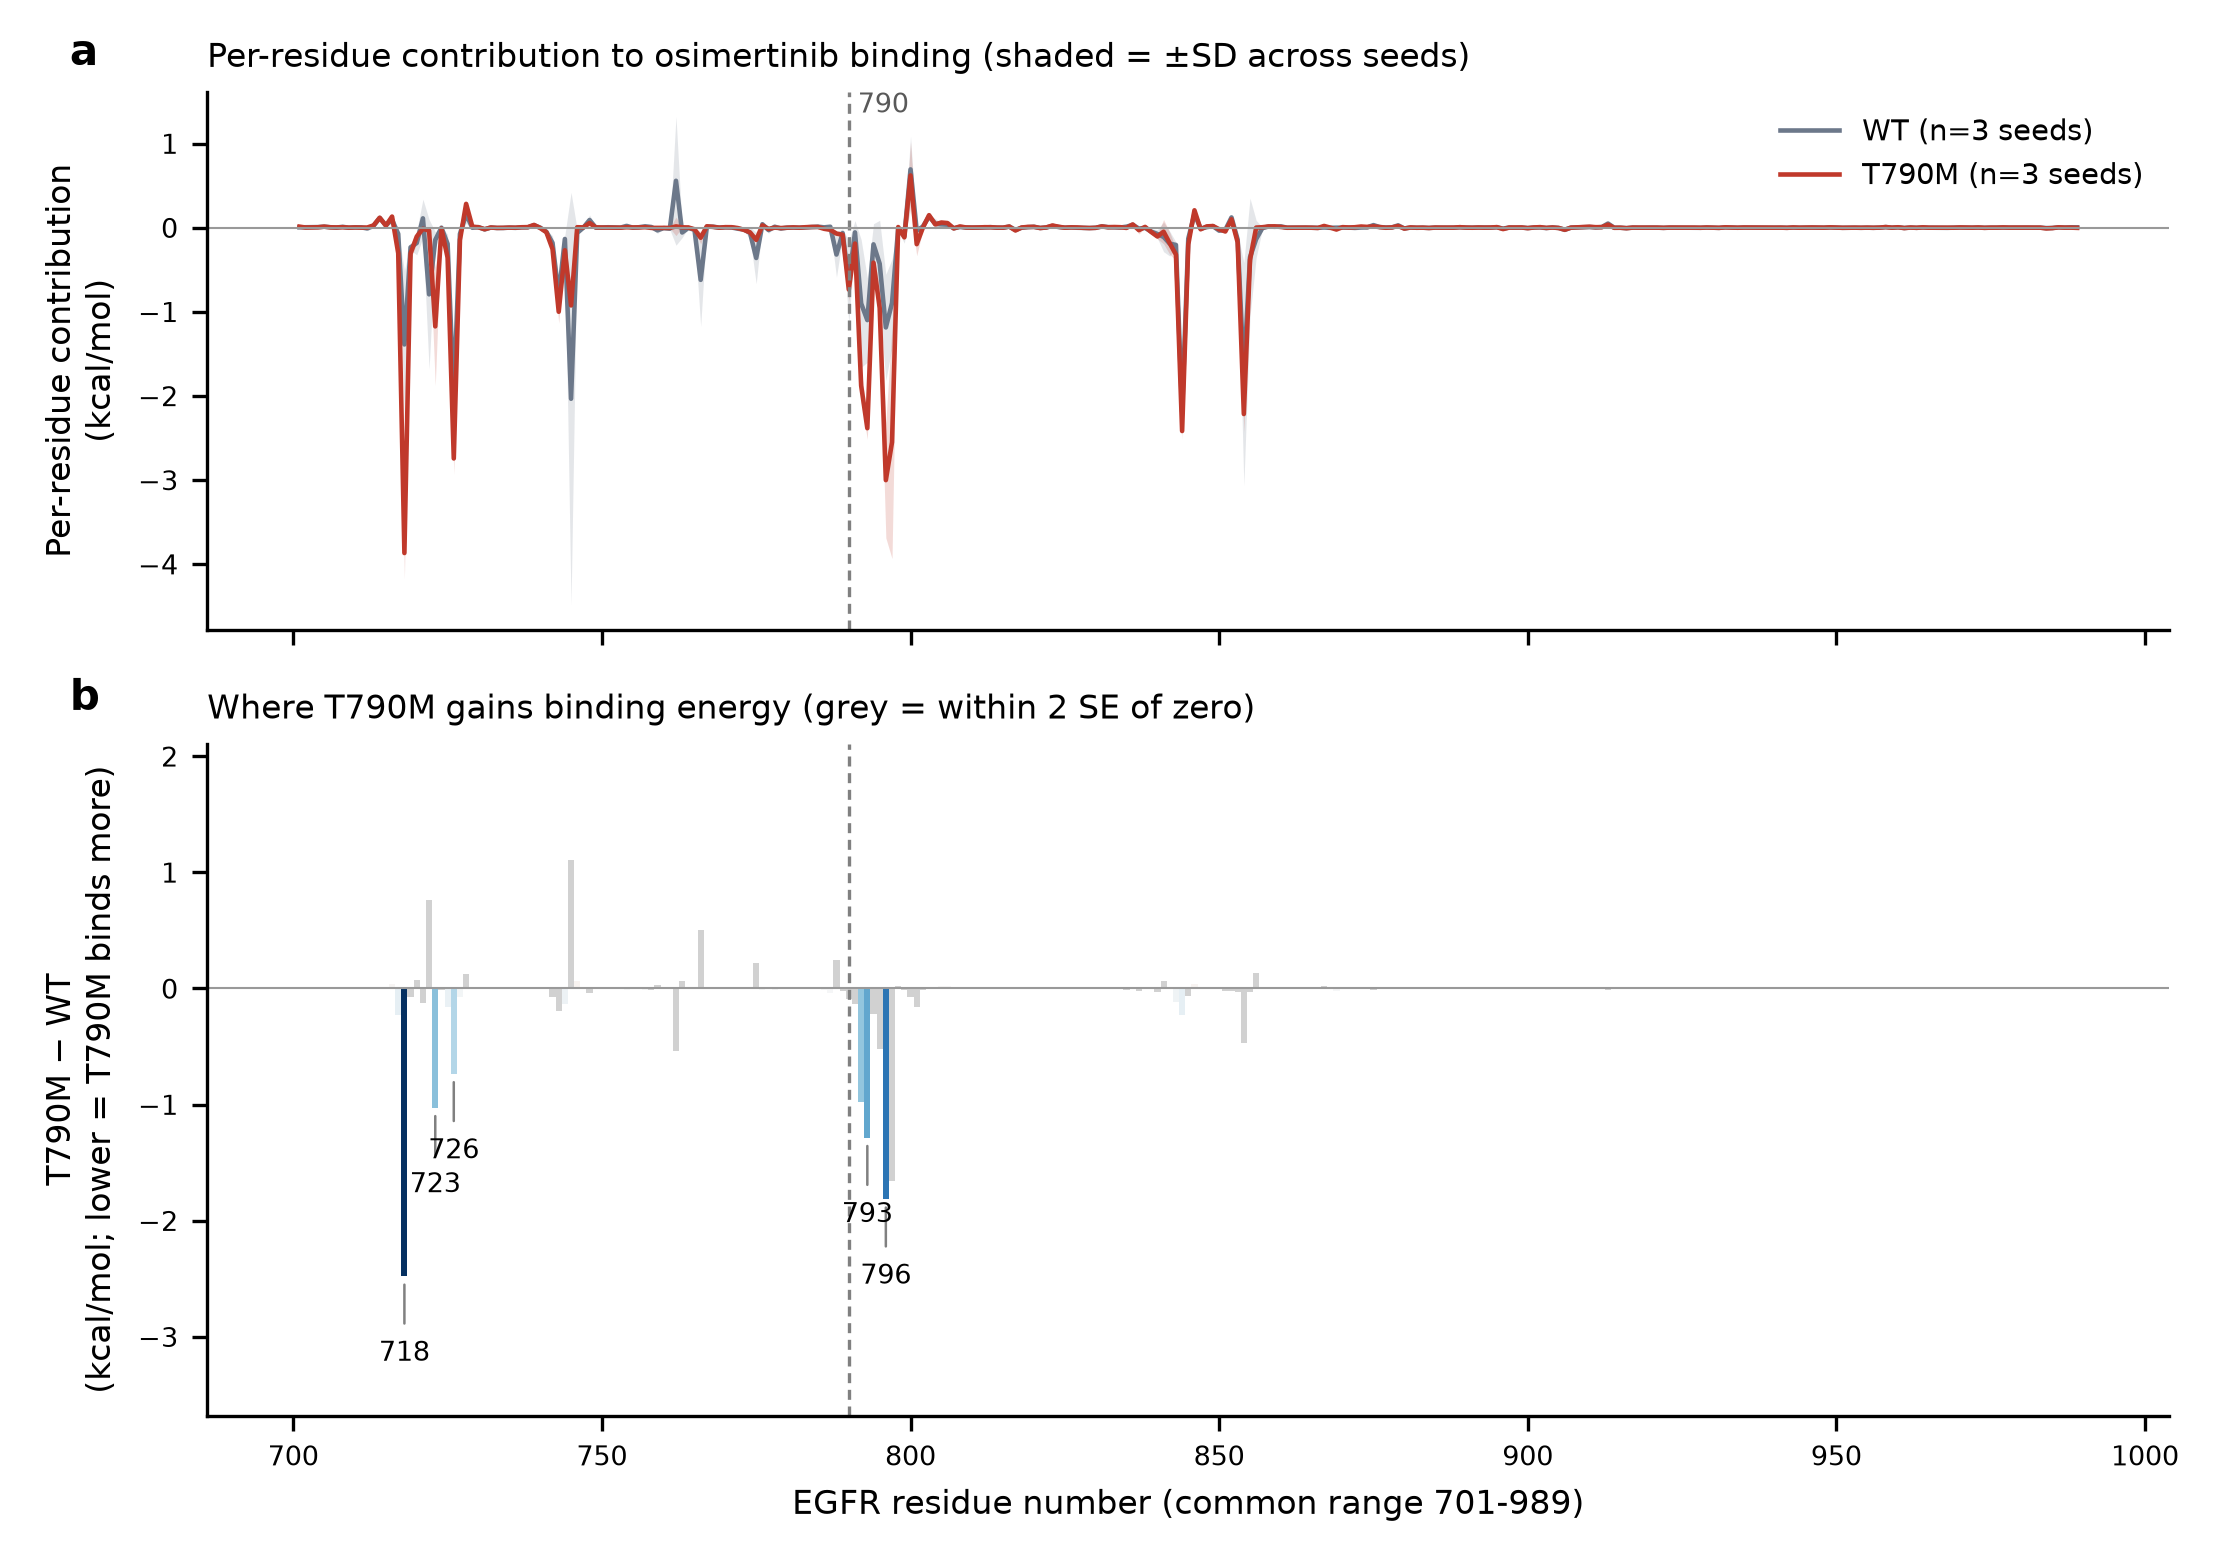 a
Per-residue contribution to osimertinib binding (shaded = ±SD across seeds)
790
WT (n=3 seeds)
T790M (n=3 seeds)
1
0
−1
−2
−3
−4
Per-residue contribution
(kcal/mol)
b
Where T790M gains binding energy (grey = within 2 SE of zero)
2
1
0
−1
−2
−3
T790M − WT
(kcal/mol; lower = T790M binds more)
726
723
793
796
718
700
750
800
850
900
950
1000
EGFR residue number (common range 701-989)